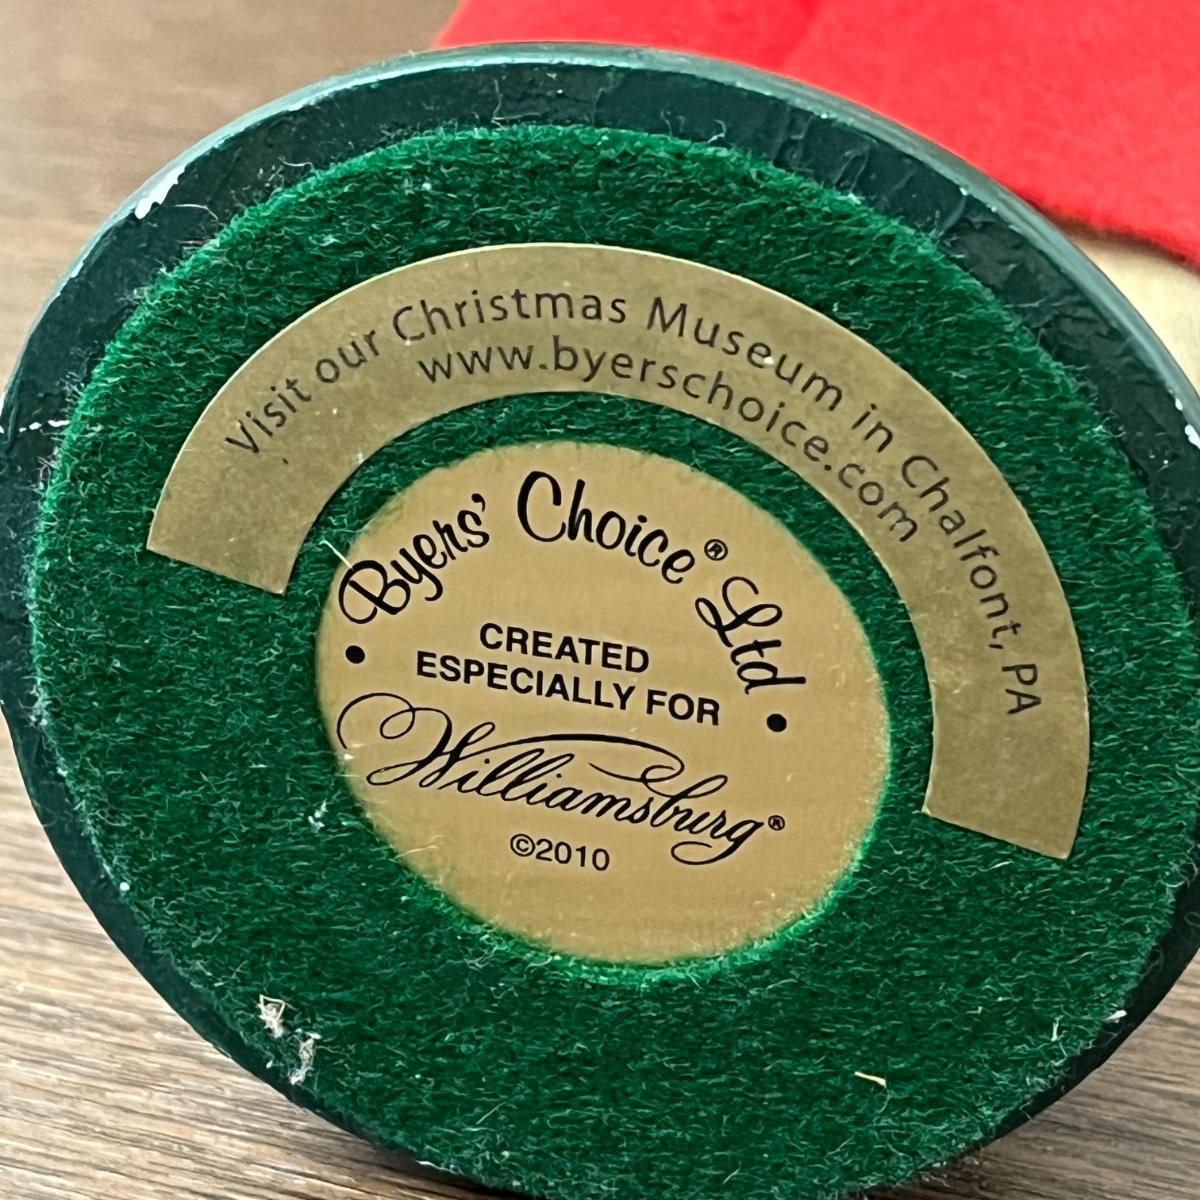 Visit our Christmas Museum in Chalfont, PA
www.byerschoice.com
Byers' Choice® Ltd
• CREATED •
ESPECIALLY FOR
Williamsburg®
©2010